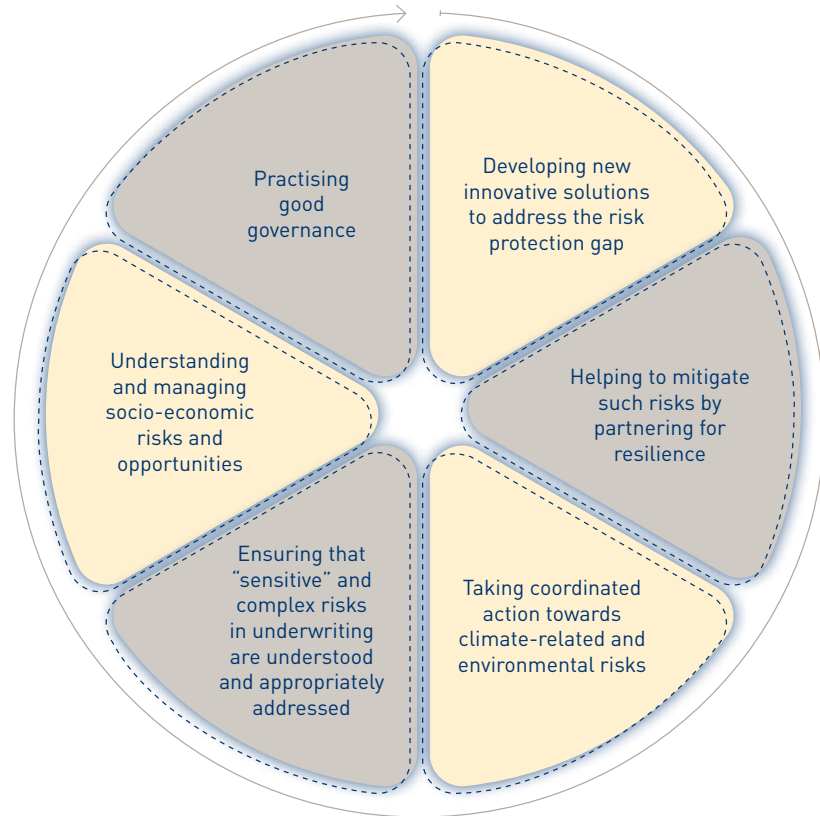 Developing new
innovative solutions
to address the risk
protection gap
Helping to mitigate
such risks by
partnering for
resilience
Taking coordinated
action towards
climate-related and
environmental risks
Ensuring that
“sensitive” and
complex risks
in underwriting
are understood
and appropriately
addressed
Understanding
and managing
socio-economic
risks and
opportunities
Practising
good
governance